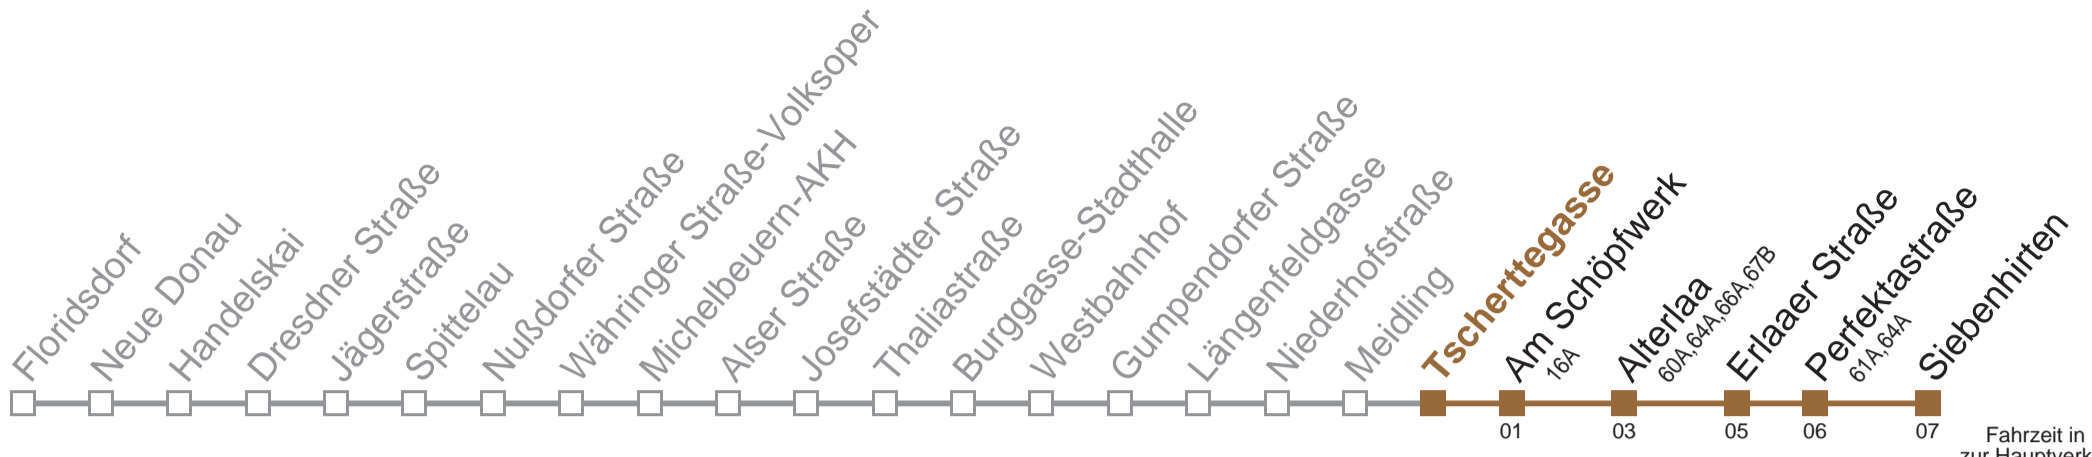 Floridsdorf
Neue Donau
Handelskai
Dresdner Straße
Jägerstraße
Spittelau
Nußdorfer Straße
Währinger Straße-Volksoper
Michelbeuern-AKH
Alser Straße
Josefstädter Straße
Thaliastraße
Burggasse-Stadthalle
Westbahnhof
Gumpendorfer Straße
Längenfeldgasse
Niederhofstraße
Meidling
Tscherttegasse
Am Schöpfwerk
16A
Alterlaa
60A,64A,66A,67B
Erlaaer Straße
Perfektastraße
61A,64A
Siebenhirten
01
03
05
06
07
Fahrzeit in
zur Hauptverk